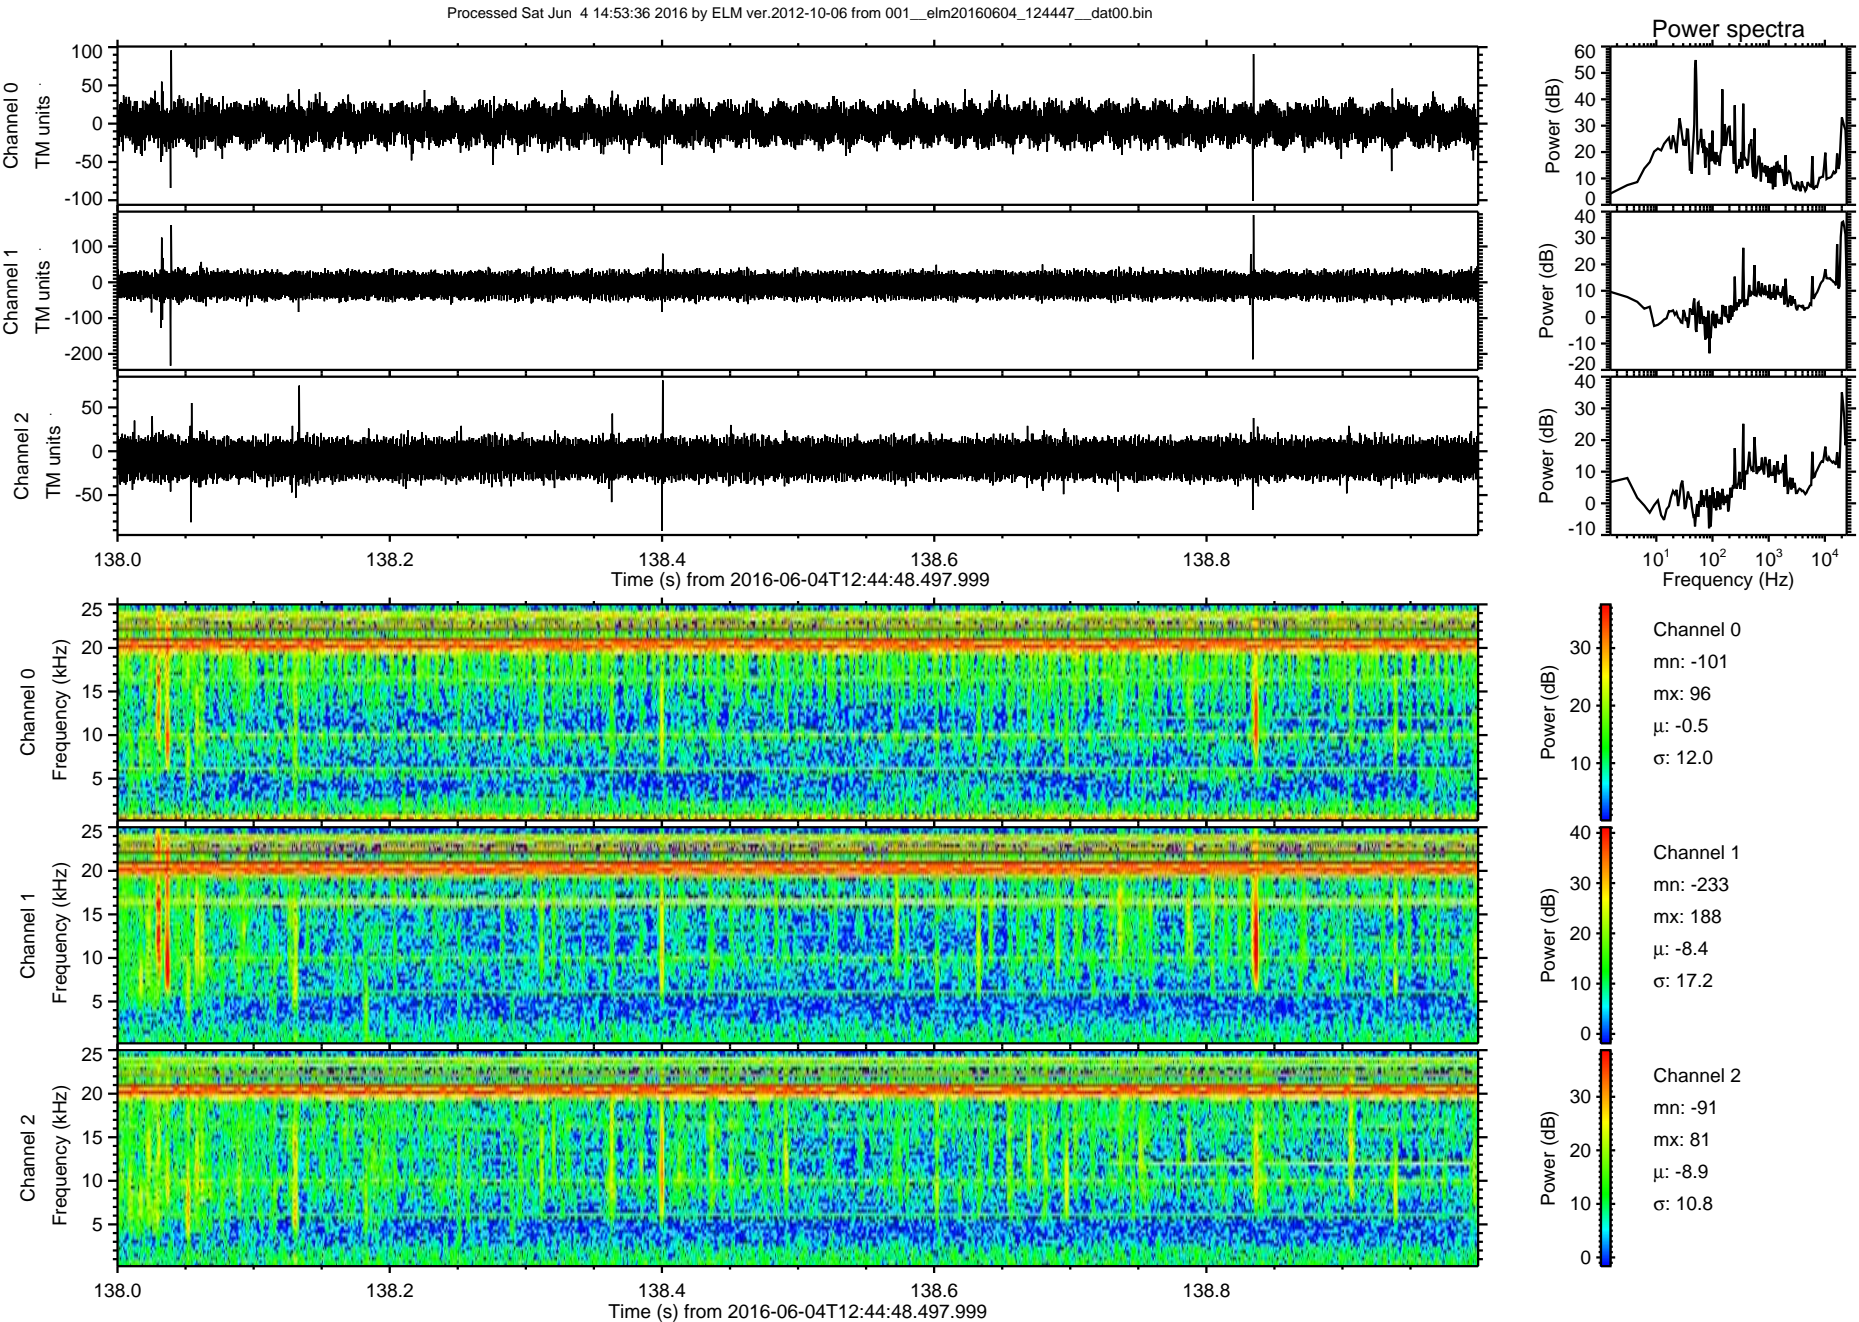 Processed Sat Jun  4 14:53:36 2016 by ELM ver.2012-10-06 from 001__elm20160604_124447__dat00.bin
Power spectra
Channel 0
TM units
100
50
0
-50
-100
Power (dB)
60
50
40
30
20
10
0
Channel 1
TM units
100
0
-100
-200
Power (dB)
40
30
20
10
0
-10
-20
Channel 2
TM units
50
0
-50
Power (dB)
40
30
20
10
0
-10
138.0 138.2 138.4 138.6 138.8
Time (s) from 2016-06-04T12:44:48.497.999
10^1 10^2 10^3 10^4
Frequency (Hz)
Channel 0
Frequency (kHz)
25
20
15
10
5
Power (dB)
30
20
10
Channel 0
mn: -101
mx: 96
μ: -0.5
σ: 12.0
Channel 1
Frequency (kHz)
25
20
15
10
5
Power (dB)
40
30
20
10
0
Channel 1
mn: -233
mx: 188
μ: -8.4
σ: 17.2
Channel 2
Frequency (kHz)
25
20
15
10
5
Power (dB)
30
20
10
0
Channel 2
mn: -91
mx: 81
μ: -8.9
σ: 10.8
138.0 138.2 138.4 138.6 138.8
Time (s) from 2016-06-04T12:44:48.497.999